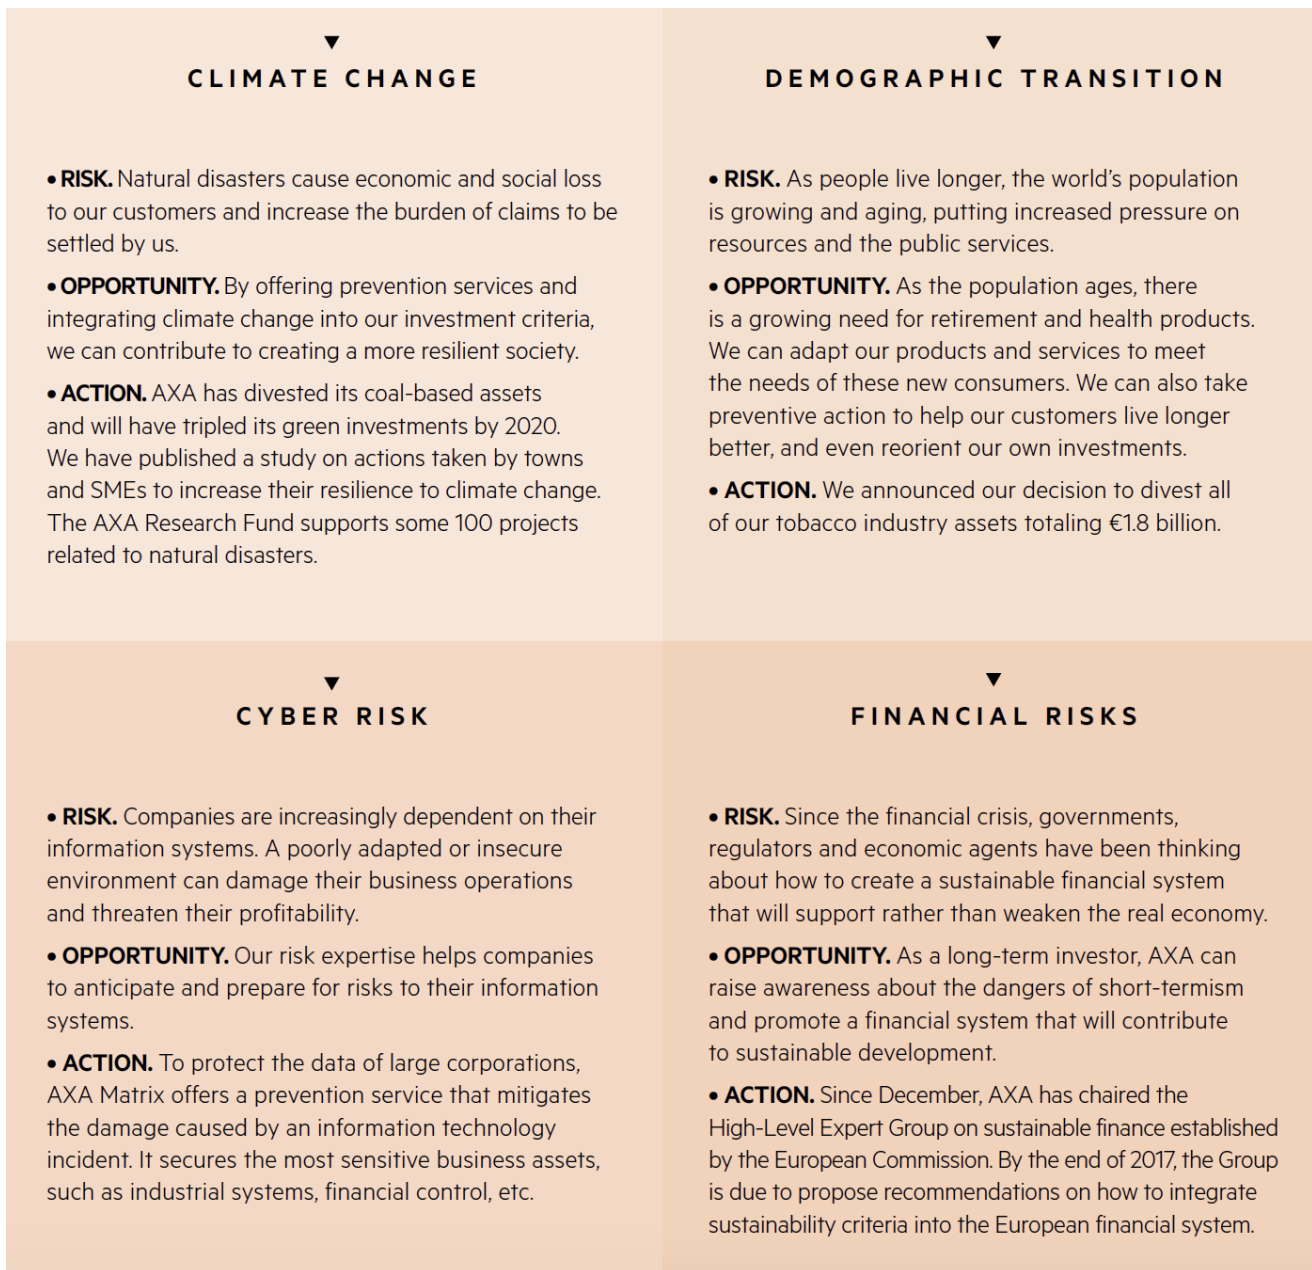 CLIMATE CHANGE
• RISK. Natural disasters cause economic and social loss
to our customers and increase the burden of claims to be
settled by us.
• OPPORTUNITY. By offering prevention services and
integrating climate change into our investment criteria,
we can contribute to creating a more resilient society.
• ACTION. AXA has divested its coal-based assets
and will have tripled its green investments by 2020.
We have published a study on actions taken by towns
and SMEs to increase their resilience to climate change.
The AXA Research Fund supports some 100 projects
related to natural disasters.
DEMOGRAPHIC TRANSITION
• RISK. As people live longer, the world’s population
is growing and aging, putting increased pressure on
resources and the public services.
• OPPORTUNITY. As the population ages, there
is a growing need for retirement and health products.
We can adapt our products and services to meet
the needs of these new consumers. We can also take
preventive action to help our customers live longer
better, and even reorient our own investments.
• ACTION. We announced our decision to divest all
of our tobacco industry assets totaling €1.8 billion.
CYBER RISK
• RISK. Companies are increasingly dependent on their
information systems. A poorly adapted or insecure
environment can damage their business operations
and threaten their profitability.
• OPPORTUNITY. Our risk expertise helps companies
to anticipate and prepare for risks to their information
systems.
• ACTION. To protect the data of large corporations,
AXA Matrix offers a prevention service that mitigates
the damage caused by an information technology
incident. It secures the most sensitive business assets,
such as industrial systems, financial control, etc.
FINANCIAL RISKS
• RISK. Since the financial crisis, governments,
regulators and economic agents have been thinking
about how to create a sustainable financial system
that will support rather than weaken the real economy.
• OPPORTUNITY. As a long-term investor, AXA can
raise awareness about the dangers of short-termism
and promote a financial system that will contribute
to sustainable development.
• ACTION. Since December, AXA has chaired the
High-Level Expert Group on sustainable finance established
by the European Commission. By the end of 2017, the Group
is due to propose recommendations on how to integrate
sustainability criteria into the European financial system.